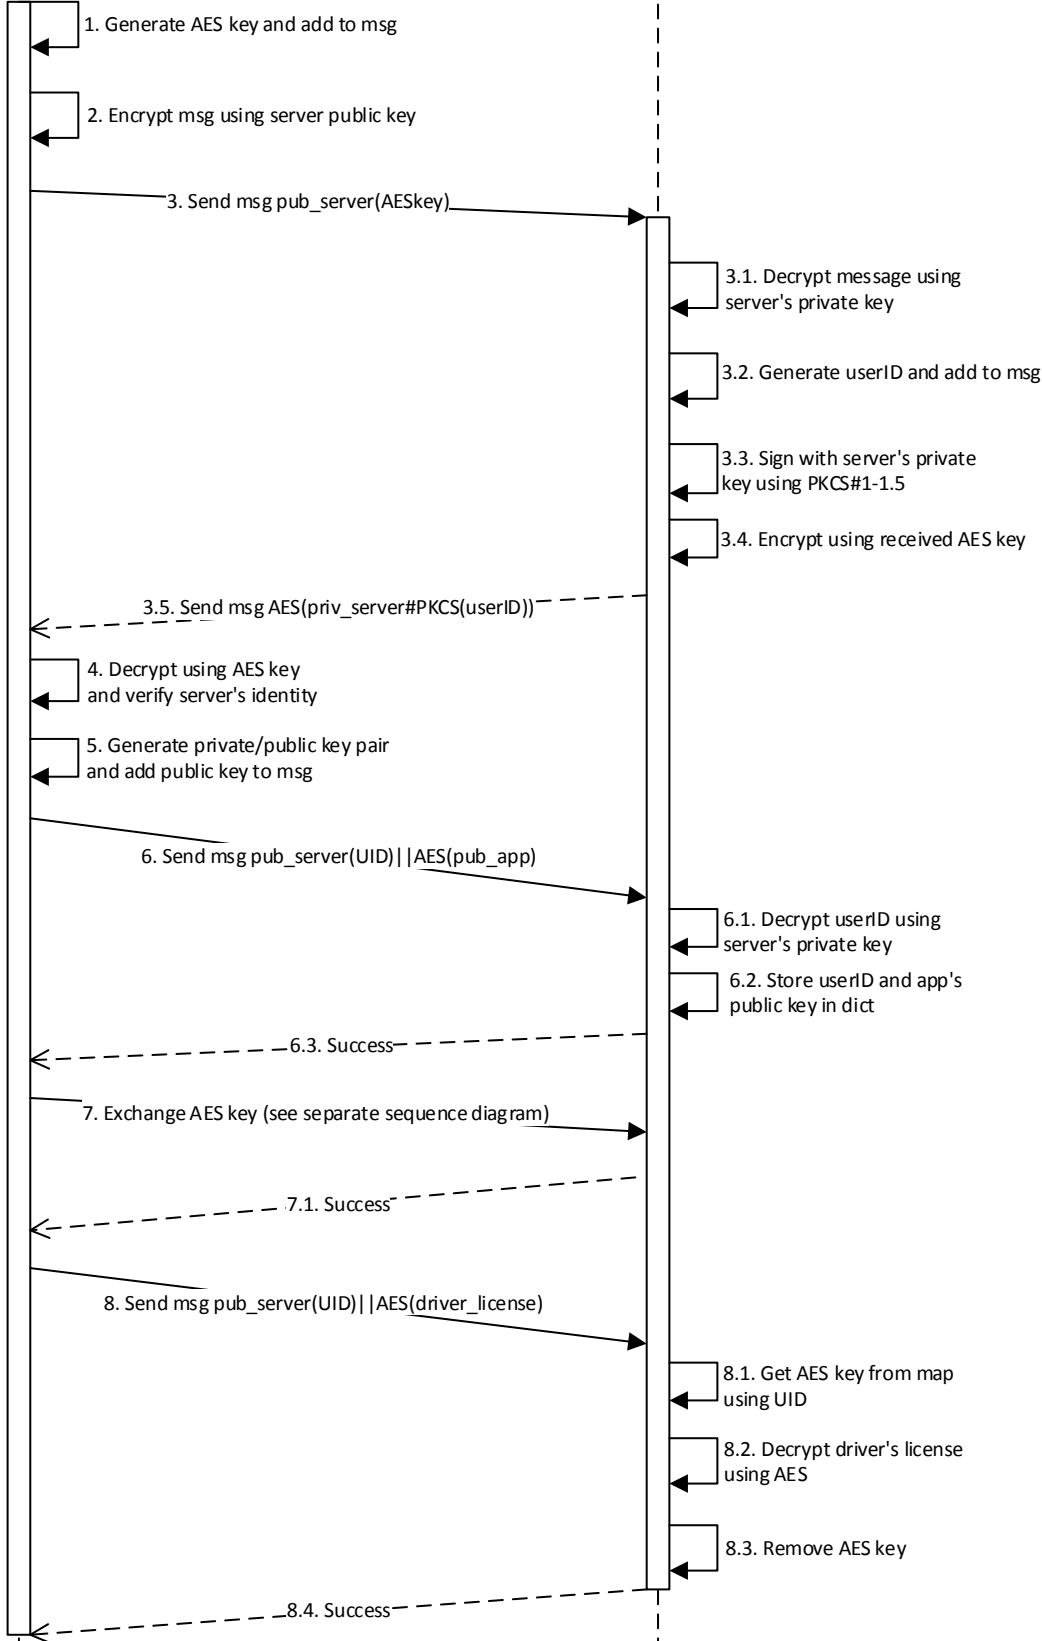 1. Generate AES key and add to msg
2. Encrypt msg using server public key
3. Send msg pub_server(AESkey)
3.1. Decrypt message using
server's private key
3.2. Generate userID and add to msg
3.3. Sign with server's private
key using PKCS#1-1.5
3.4. Encrypt using received AES key
3.5. Send msg AES(priv_server#PKCS(userID))
4. Decrypt using AES key
and verify server's identity
5. Generate private/public key pair
and add public key to msg
6. Send msg pub_server(UID)||AES(pub_app)
6.1. Decrypt userID using
server's private key
6.2. Store userID and app's
public key in dict
6.3. Success
7. Exchange AES key (see separate sequence diagram)
7.1. Success
8. Send msg pub_server(UID)||AES(driver_license)
8.1. Get AES key from map
using UID
8.2. Decrypt driver's license
using AES
8.3. Remove AES key
8.4. Success